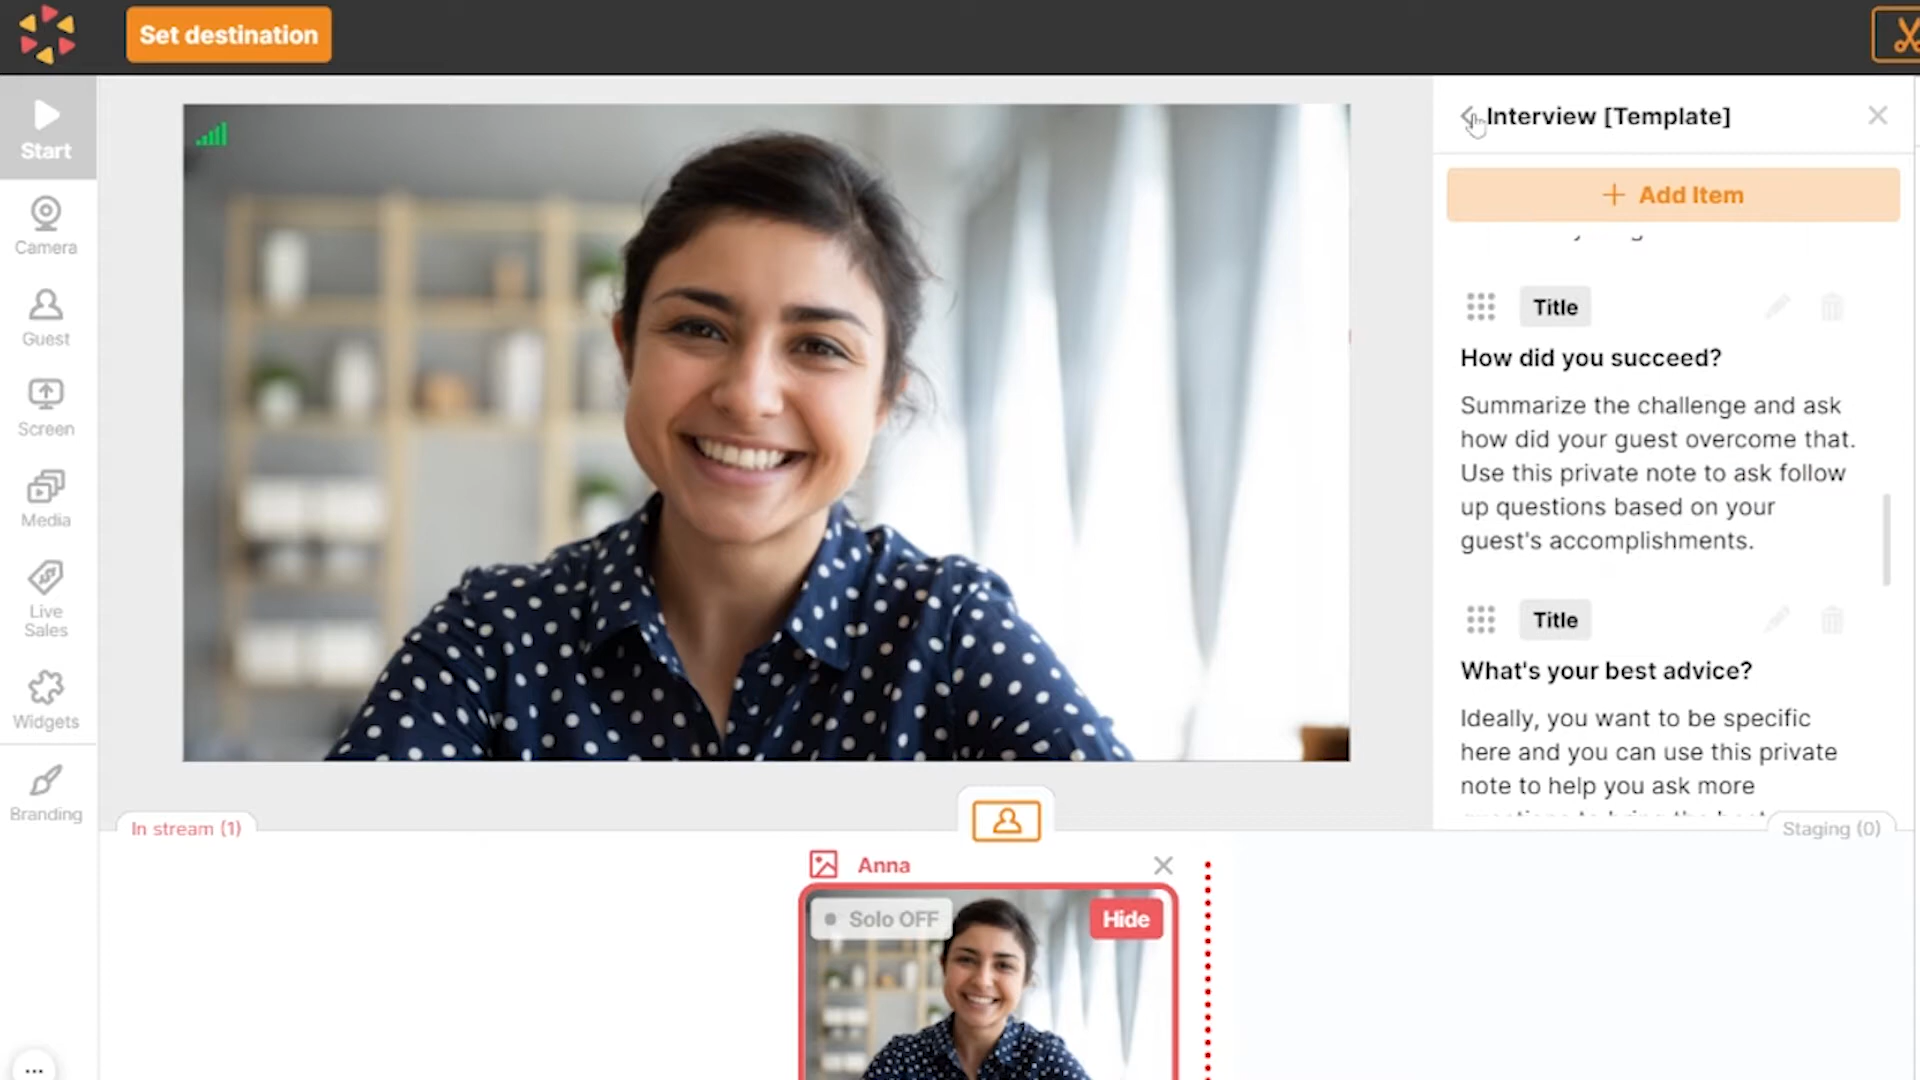 Set destination
Start
Camera
Guest
Screen
Media
Live
Sales
Widgets
Branding
Interview [Template]
+ Add Item
Title
How did you succeed?
Summarize the challenge and ask
how did your guest overcome that.
Use this private note to ask follow
up questions based on your
guest's accomplishments.
Title
What's your best advice?
Ideally, you want to be specific
here and you can use this private
note to help you ask more
In stream (1)
Staging (0)
Anna
Solo OFF
Hide